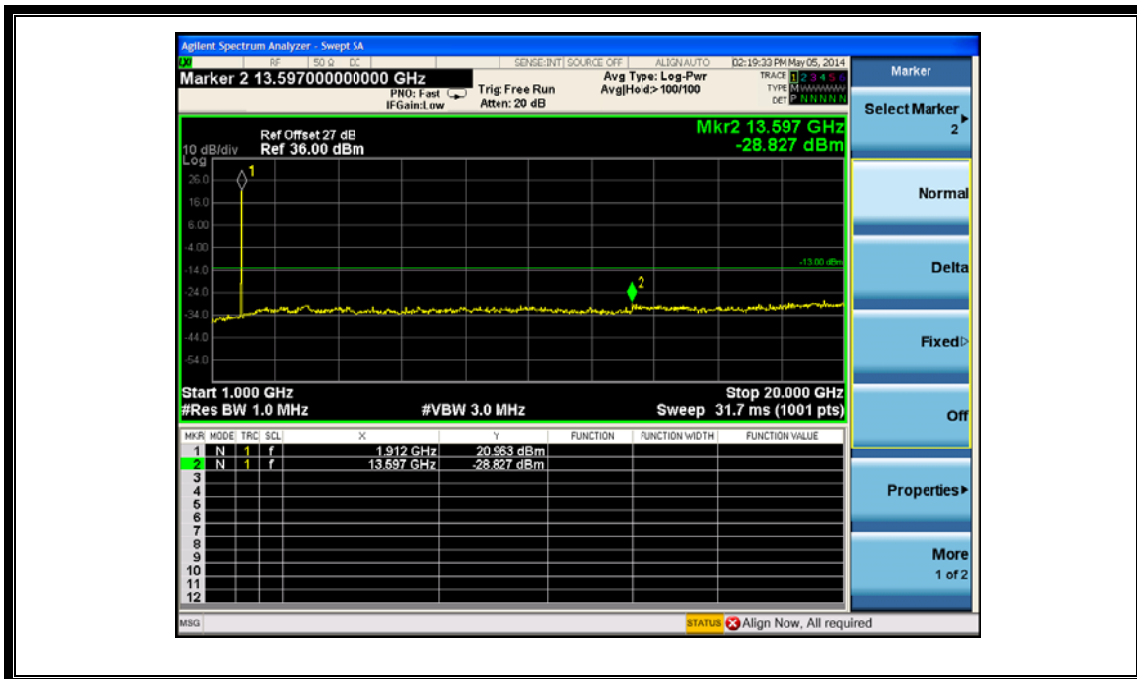 Agilent Spectrum Analyzer - Swept SA
LXI RF 50 Ω DC SENSE:INT SOURCE OFF ALIGNAUTO 02:19:33 PM May 05, 2014
Marker 2 13.597000000000 GHz
PNO: Fast
IFGain:Low
Trig: Free Run
Atten: 20 dB
Avg Type: Log-Pwr
Avg|Hold:>100/100
TRACE 1 2 3 4 5 6
TYPE M WWWWW
DET P N N N N N
Mkr2 13.597 GHz
-28.827 dBm
Ref Offset 27 dB
10 dB/div Ref 36.00 dBm
Log
26.0
16.0
6.00
-4.00
-14.0
-24.0
-34.0
-44.0
-54.0
1
2
-13.00 dBm
Start 1.000 GHz Stop 20.000 GHz
#Res BW 1.0 MHz #VBW 3.0 MHz Sweep 31.7 ms (1001 pts)
MKR MODE TRC SCL X Y FUNCTION FUNCTION WIDTH FUNCTION VALUE
1 N 1 f 1.912 GHz 20.963 dBm
2 N 1 f 13.597 GHz -28.827 dBm
3
4
5
6
7
8
9
10
11
12
MSG STATUS Align Now, All required
Marker
Select Marker
2
Normal
Delta
Fixed
Off
Properties
More
1 of 2